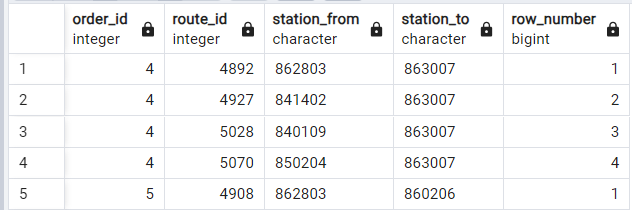 order_id route_id station_from station_to row_number
integer integer character character bigint
1 4 4892 862803 863007 1
2 4 4927 841402 863007 2
3 4 5028 840109 863007 3
4 4 5070 850204 863007 4
5 5 4908 862803 860206 1